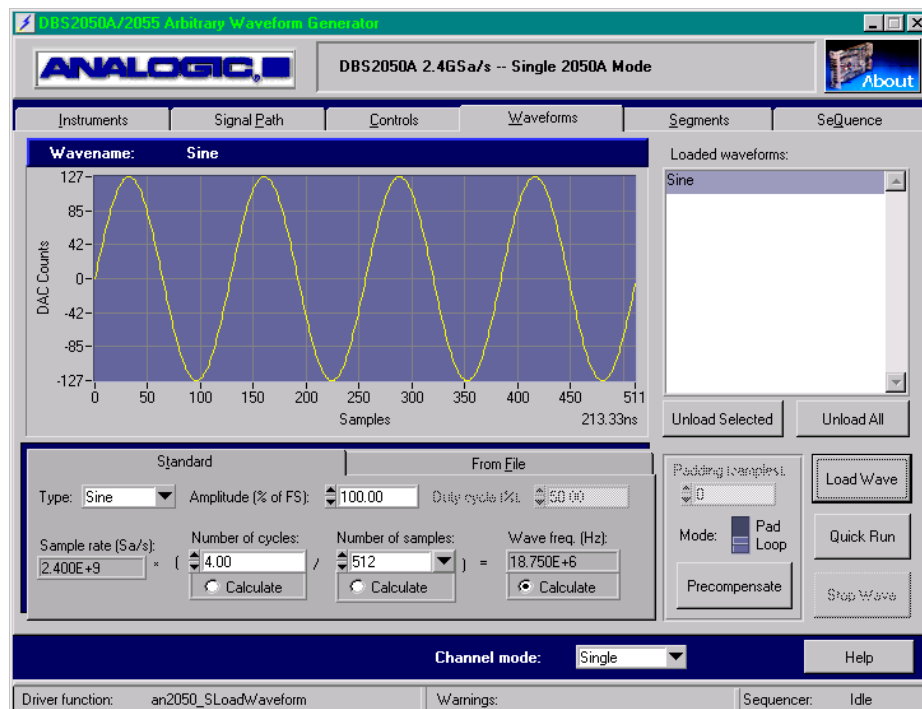 DBS2050A/2055 Arbitrary Waveform Generator
ANALOGIC.
DBS2050A 2.4GSa/s -- Single 2050A Mode
About
Instruments
Signal Path
Controls
Waveforms
Segments
SeQuence
Wavename: Sine
Loaded waveforms:
Sine
DAC Counts
127
85
42
0
-42
-85
-127
0 50 100 150 200 250 300 350 400 450 511
Samples
213.33ns
Unload Selected
Unload All
Standard
From File
Type: Sine
Amplitude (% of FS): 100.00
Duty cycle (%): 50.00
Sample rate (Sa/s):
2.400E+9
*
(
Number of cycles:
4.00
Calculate
/
Number of samples:
512
Calculate
)
=
Wave freq. (Hz):
18.750E+6
Calculate
Padding (samples):
0
Mode:
Pad
Loop
Precompensate
Load Wave
Quick Run
Stop Wave
Channel mode: Single
Help
Driver function: an2050_SLoadWaveform
Warnings:
Sequencer: Idle